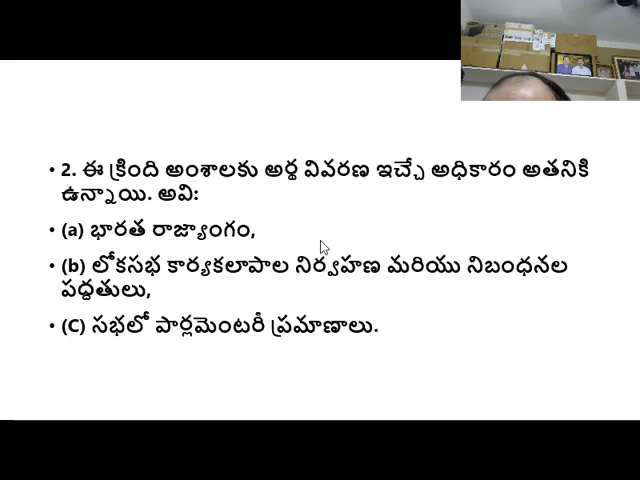 • 2. ఈ క్రింది అంశాలకు అర్థ వివరణ ఇచ్చే అధికారం అతనికి
ఉన్నాయి. అవి:
• (a) భారత రాజ్యాంగం,
• (b) లోకసభ కార్యకలాపాల నిర్వహణ మరియు నిబంధనల
పద్ధతులు,
• (C) సభలో పార్లమెంటరీ ప్రమాణాలు.